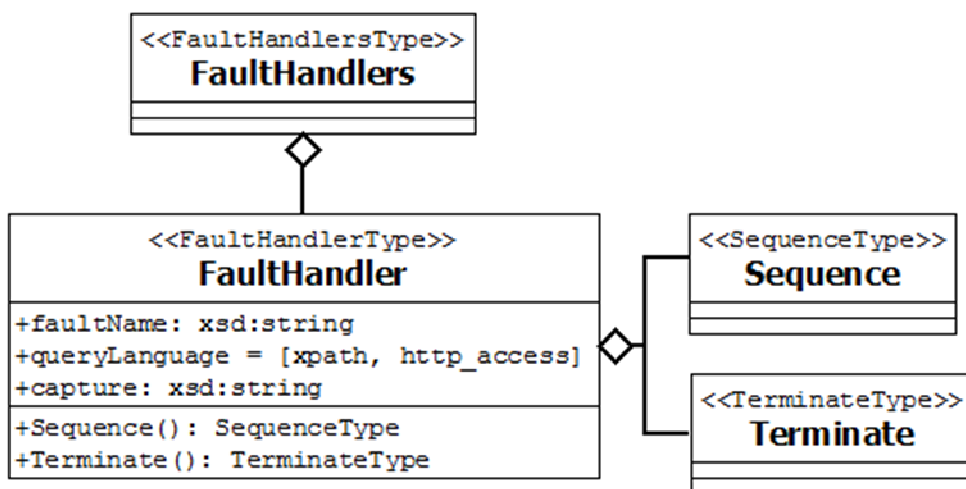 <<FaultHandlersType>>
FaultHandlers
<<FaultHandlerType>>
FaultHandler
+faultName: xsd:string
+queryLanguage = [xpath, http_access]
+capture: xsd:string
+Sequence(): SequenceType
+Terminate(): TerminateType
<<SequenceType>>
Sequence
<<TerminateType>>
Terminate